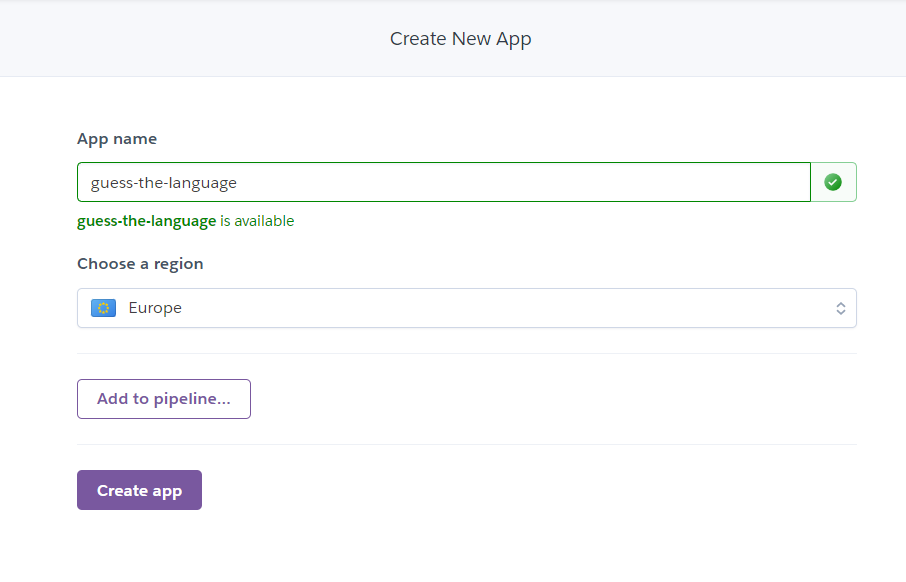 Create New App
App name
guess-the-language
guess-the-language is available
Choose a region
Europe
Add to pipeline...
Create app